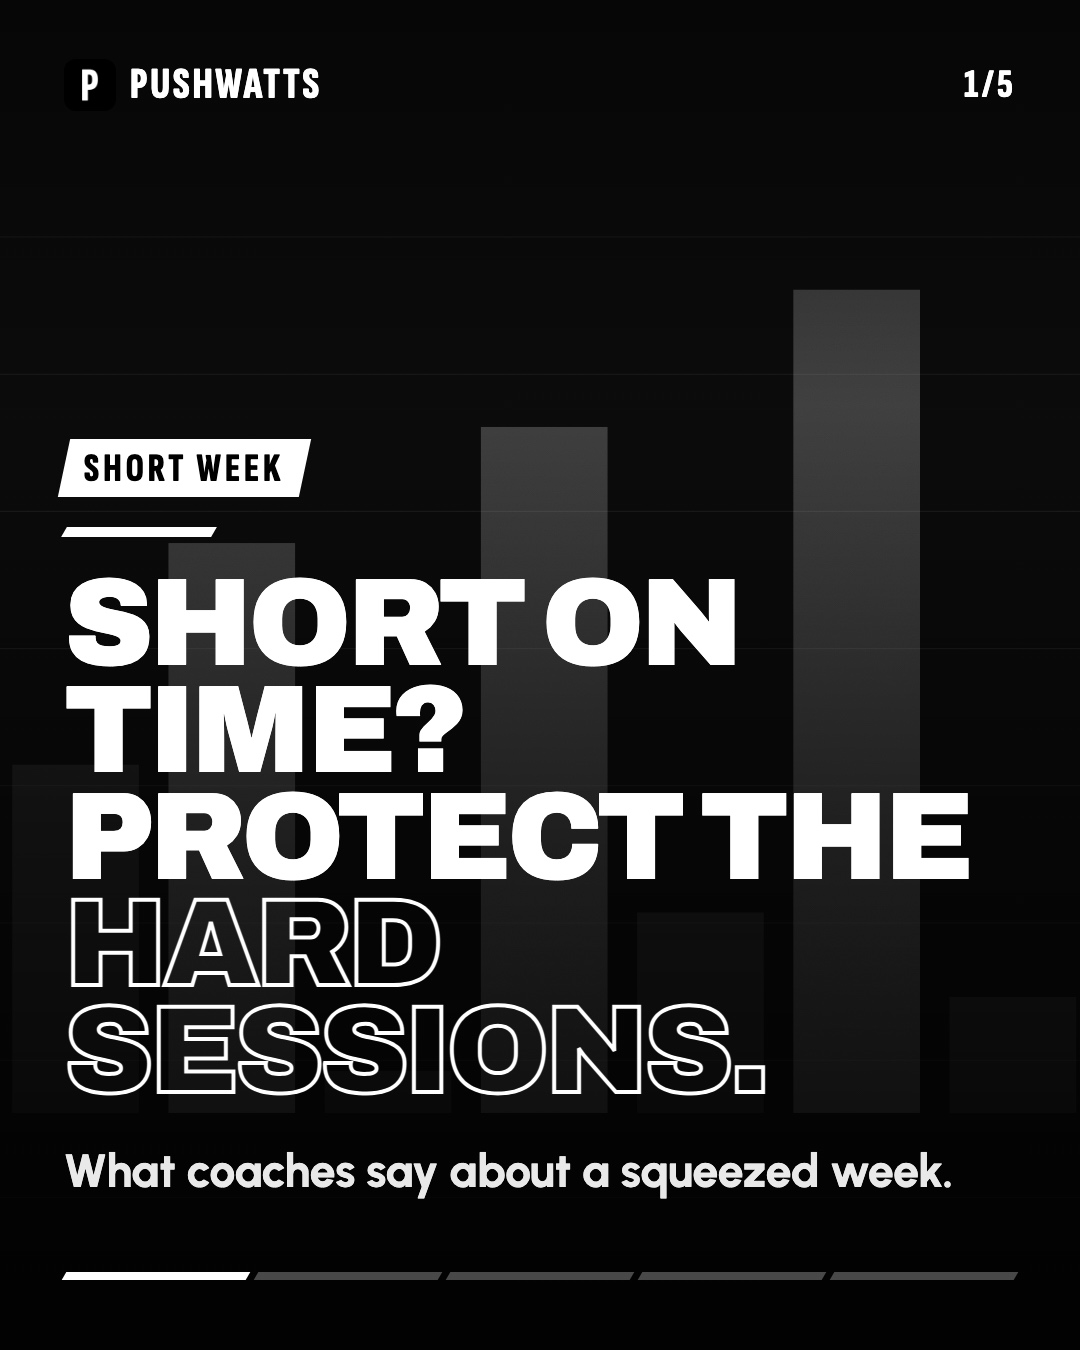 P PUSHWATTS
1/5
SHORT WEEK
SHORT ON
TIME?
PROTECT THE
HARD
SESSIONS.
What coaches say about a squeezed week.